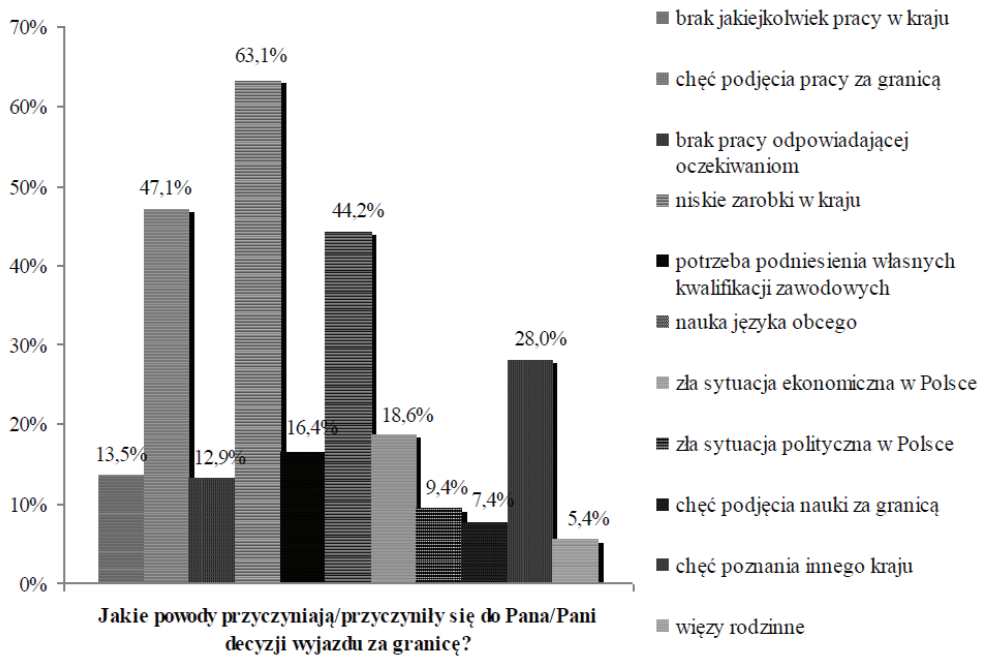 70%
60%
50%
40%
30%
20%
10%
0%
13,5%
47,1%
12,9%
63,1%
16,4%
44,2%
18,6%
9,4%
7,4%
28,0%
5,4%
Jakie powody przyczyniają/przyczyniły się do Pana/Pani
decyzji wyjazdu za granicę?
brak jakiejkolwiek pracy w kraju
chęć podjęcia pracy za granicą
brak pracy odpowiadającej
oczekiwaniom
niskie zarobki w kraju
potrzeba podniesienia własnych
kwalifikacji zawodowych
nauka języka obcego
zła sytuacja ekonomiczna w Polsce
zła sytuacja polityczna w Polsce
chęć podjęcia nauki za granicą
chęć poznania innego kraju
więzy rodzinne